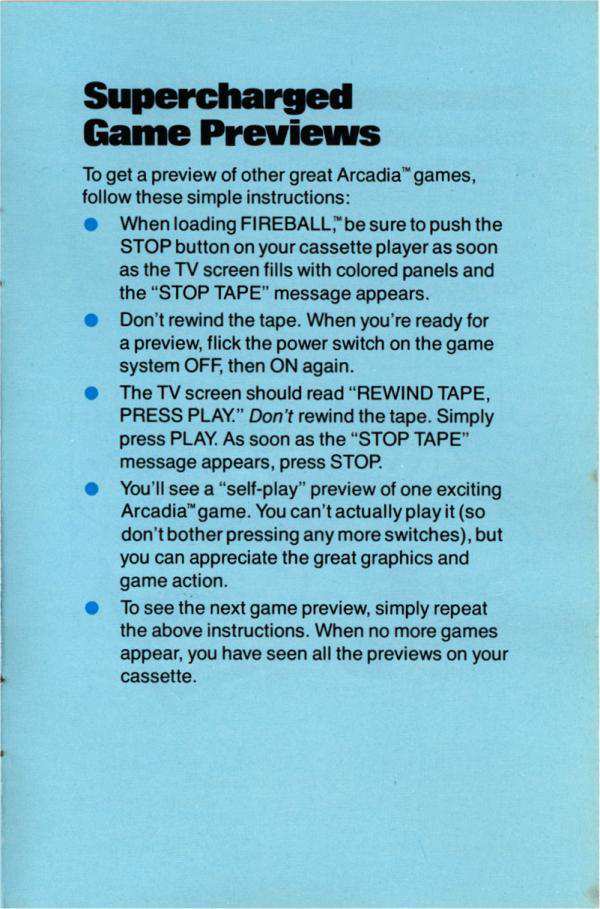 Supercharged
Game Previews
To get a preview of other great Arcadia™ games,
follow these simple instructions:
● When loading FIREBALL,™ be sure to push the
STOP button on your cassette player as soon
as the TV screen fills with colored panels and
the “STOP TAPE” message appears.
● Don't rewind the tape. When you're ready for
a preview, flick the power switch on the game
system OFF, then ON again.
● The TV screen should read “REWIND TAPE,
PRESS PLAY.” Don't rewind the tape. Simply
press PLAY. As soon as the “STOP TAPE”
message appears, press STOP.
● You'll see a “self-play” preview of one exciting
Arcadia™ game. You can't actually play it (so
don't bother pressing any more switches), but
you can appreciate the great graphics and
game action.
● To see the next game preview, simply repeat
the above instructions. When no more games
appear, you have seen all the previews on your
cassette.